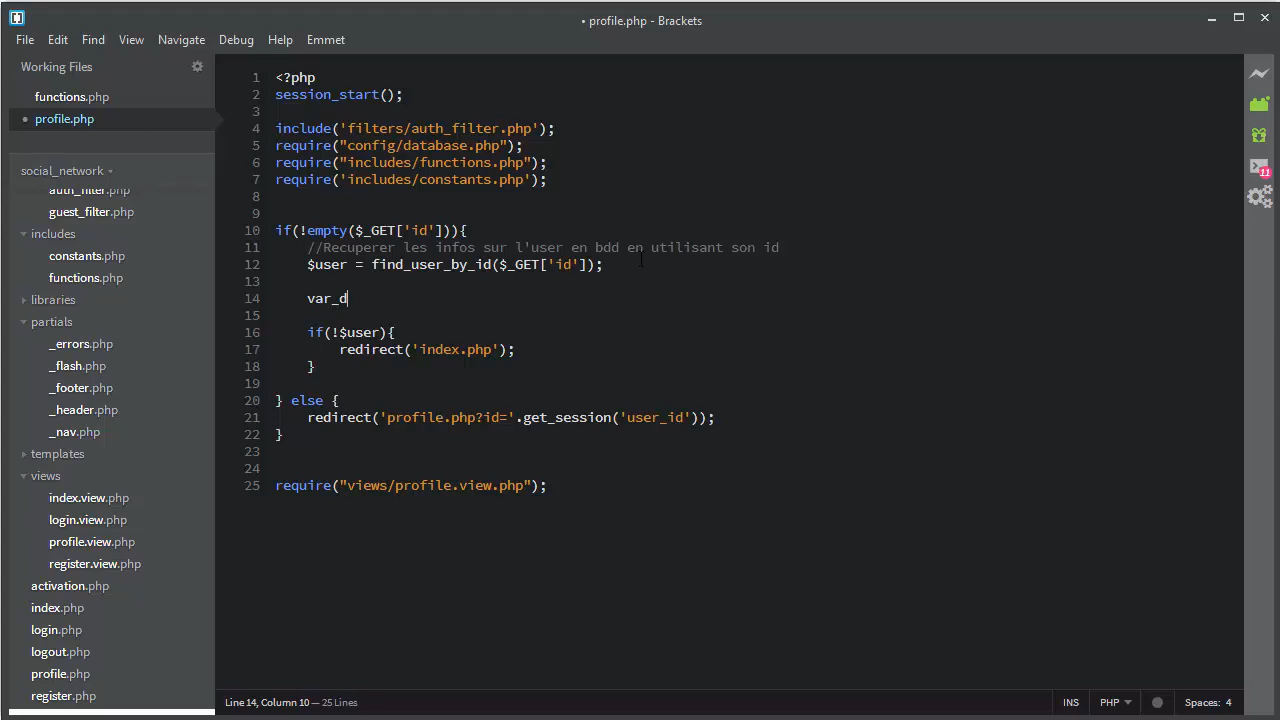 • profile.php - Brackets
File Edit Find View Navigate Debug Help Emmet
Working Files
functions.php
• profile.php
social_network
auth_filter.php
guest_filter.php
includes
constants.php
functions.php
libraries
partials
_errors.php
_flash.php
_footer.php
_header.php
_nav.php
templates
views
index.view.php
login.view.php
profile.view.php
register.view.php
activation.php
index.php
login.php
logout.php
profile.php
register.php
1 <?php
2 session_start();
3
4 include('filters/auth_filter.php');
5 require("config/database.php");
6 require("includes/functions.php");
7 require('includes/constants.php');
8
9
10 if(!empty($_GET['id'])){
11 //Recuperer les infos sur l'user en bdd en utilisant son id
12 $user = find_user_by_id($_GET['id']);
13
14 var_d
15
16 if(!$user){
17 redirect('index.php');
18 }
19
20 } else {
21 redirect('profile.php?id='.get_session('user_id'));
22 }
23
24
25 require("views/profile.view.php");
11
Line 14, Column 10 — 25 Lines
INS PHP Spaces: 4